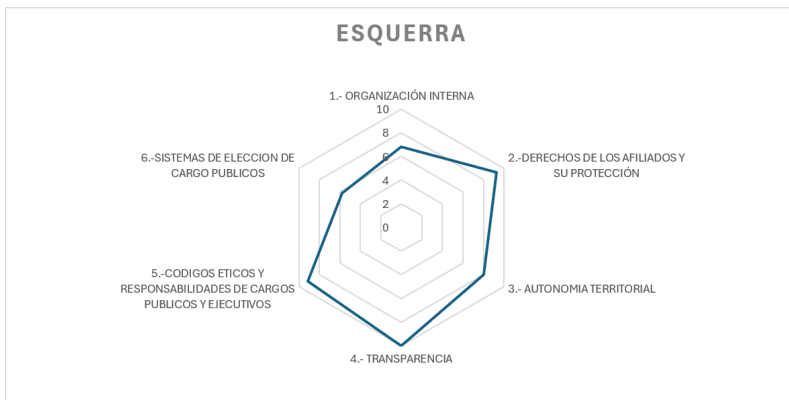 ESQUERRA
1.- ORGANIZACIÓN INTERNA
10
8
6
4
2
0
2.-DERECHOS DE LOS AFILIADOS Y
SU PROTECCIÓN
3.- AUTONOMIA TERRITORIAL
4.- TRANSPARENCIA
5.-CODIGOS ETICOS Y
RESPONSABILIDADES DE CARGOS
PUBLICOS Y EJECUTIVOS
6.-SISTEMAS DE ELECCION DE
CARGO PUBLICOS